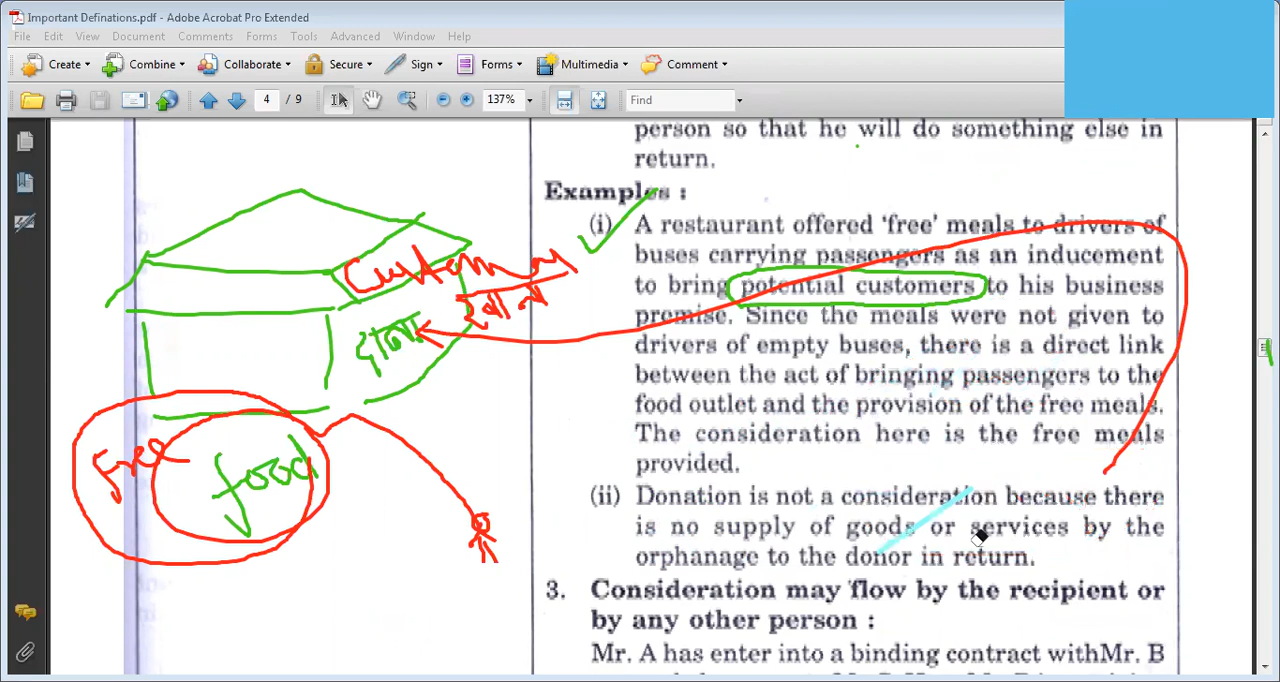 Important Definations.pdf - Adobe Acrobat Pro Extended
File Edit View Document Comments Forms Tools Advanced Window Help
Create Combine Collaborate Secure Sign Forms Multimedia Comment
4 / 9 137% Find
person so that he will do something else in
return.
Examples :
(i) A restaurant offered 'free' meals to drivers of
buses carrying passengers as an inducement
to bring potential customers to his business
premise. Since the meals were not given to
drivers of empty buses, there is a direct link
between the act of bringing passengers to the
food outlet and the provision of the free meals.
The consideration here is the free meals
provided.
(ii) Donation is not a consideration because there
is no supply of goods or services by the
orphanage to the donor in return.
3. Consideration may flow by the recipient or
by any other person :
Mr. A has enter into a binding contract withMr. B
Free
food